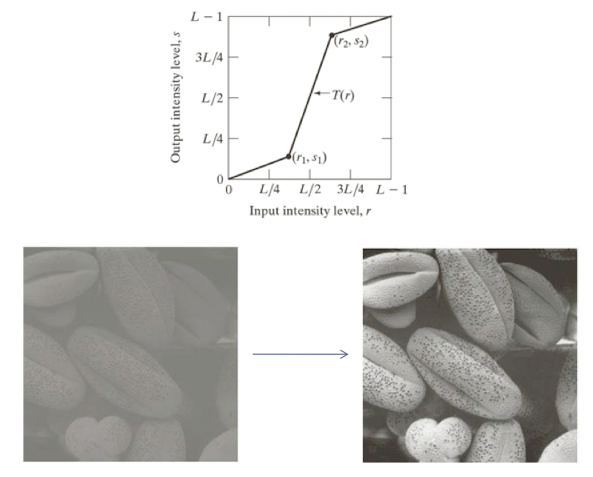 L − 1
3L/4
L/2
L/4
0
Output intensity level, s
(r₂, s₂)
T(r)
(r₁, s₁)
0 L/4 L/2 3L/4 L − 1
Input intensity level, r